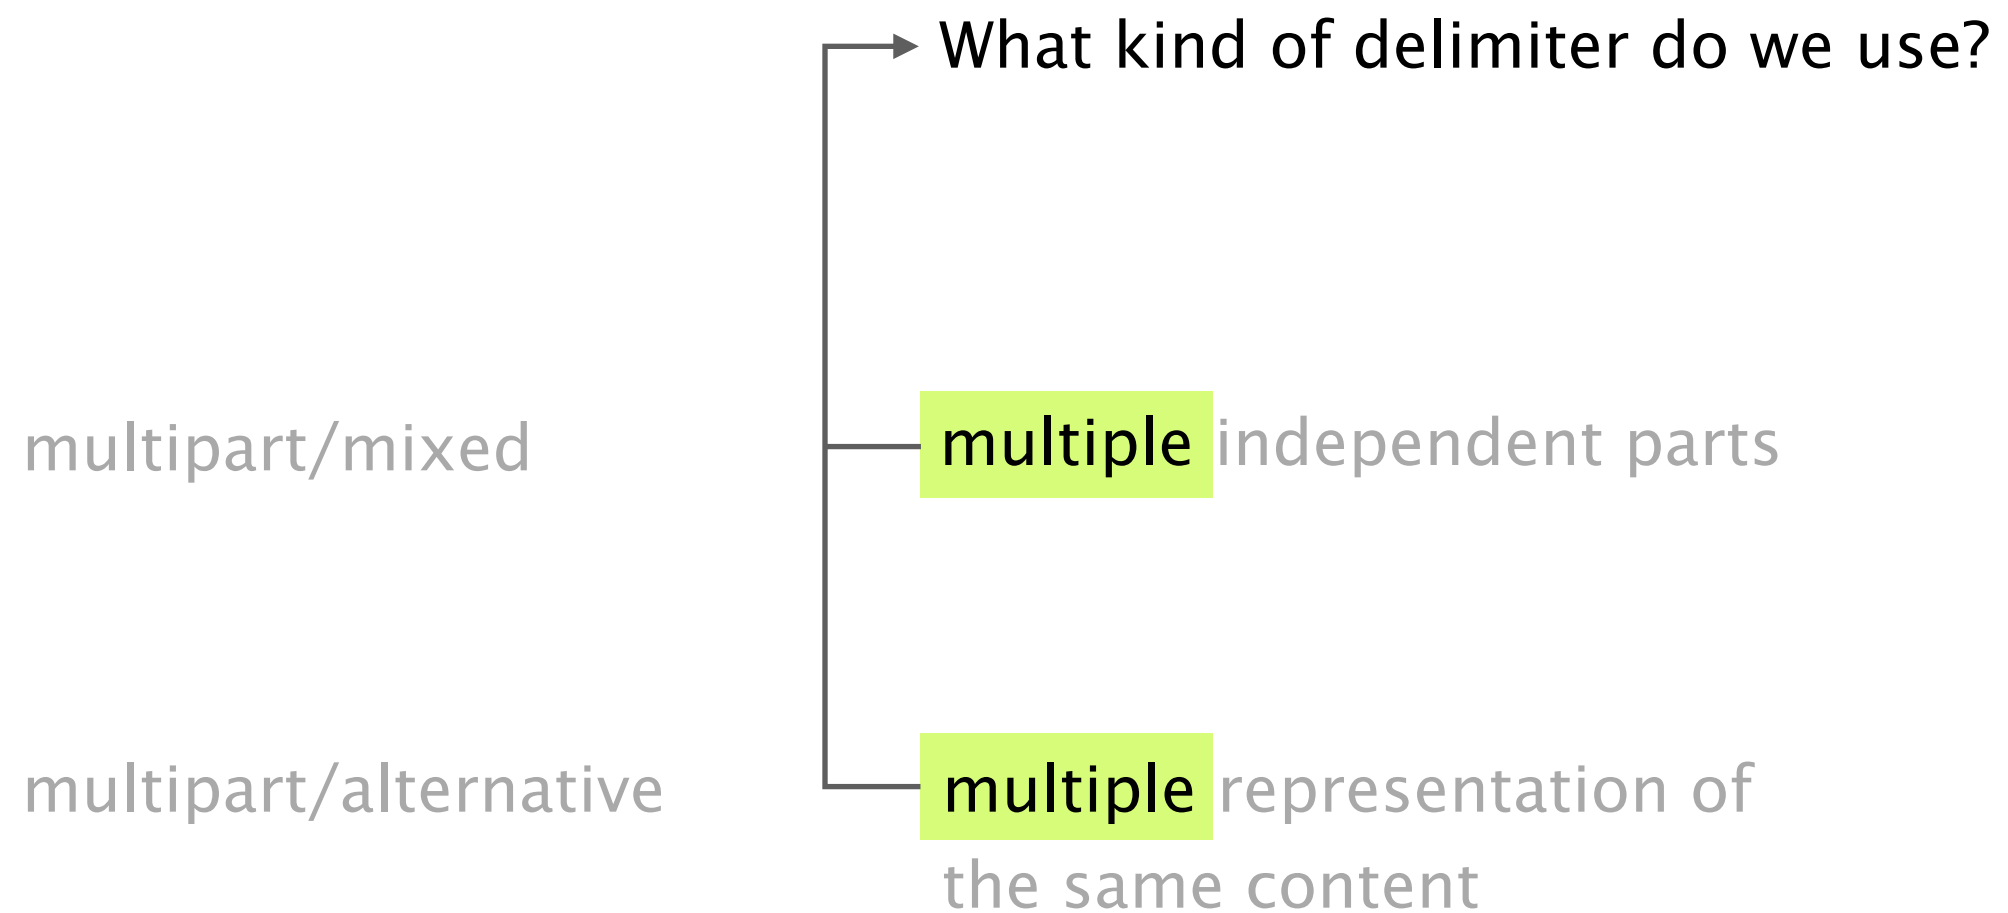 What kind of delimiter do we use?
multipart/mixed
multiple independent parts
multipart/alternative
multiple representation of
the same content